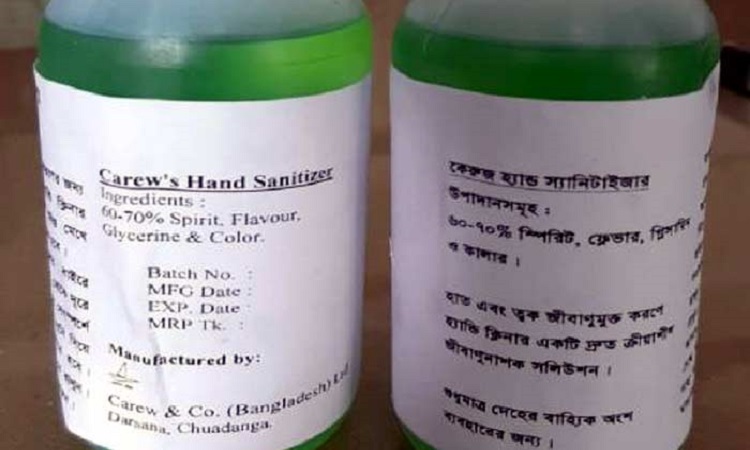 Carew's Hand Sanitizer
Ingredients :
60-70% Spirit, Flavour,
Glycerine & Color.
Batch No. :
MFG Date :
EXP. Date :
MRP Tk. :
Manufactured by:
Carew & Co. (Bangladesh) Ltd
Darsana, Chuadanga.
কেরুজ হ্যান্ড স্যানিটাইজার
উপাদানসমূহ :
৬০-৭০% স্পিরিট, ফ্লেভার, গ্লিসারিন
ও কালার ।
হাত এবং ত্বক জীবাণুমুক্ত করণে
হ্যান্ড ক্লিনার একটি দ্রুত ক্রীয়াশীল
জীবাণুনাশক সলিউশন ।
শুধুমাত্র দেহের বাহ্যিক অংশে
ব্যবহারের জন্য ।